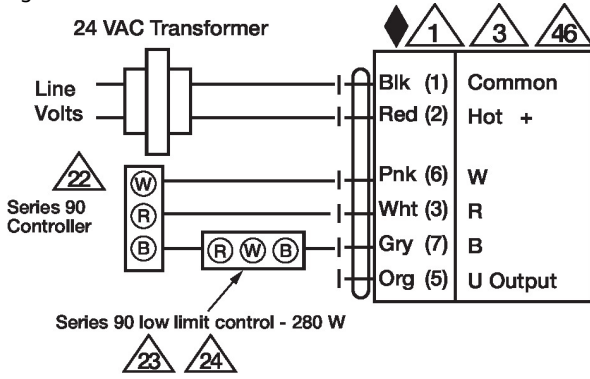 24 VAC Transformer
1 3 46
Line
Volts
Blk (1) Common
Red (2) Hot +
22
Series 90
Controller
W
R
B
R W B
Pnk (6) W
Wht (3) R
Gry (7) B
Org (5) U Output
Series 90 low limit control - 280 W
23 24